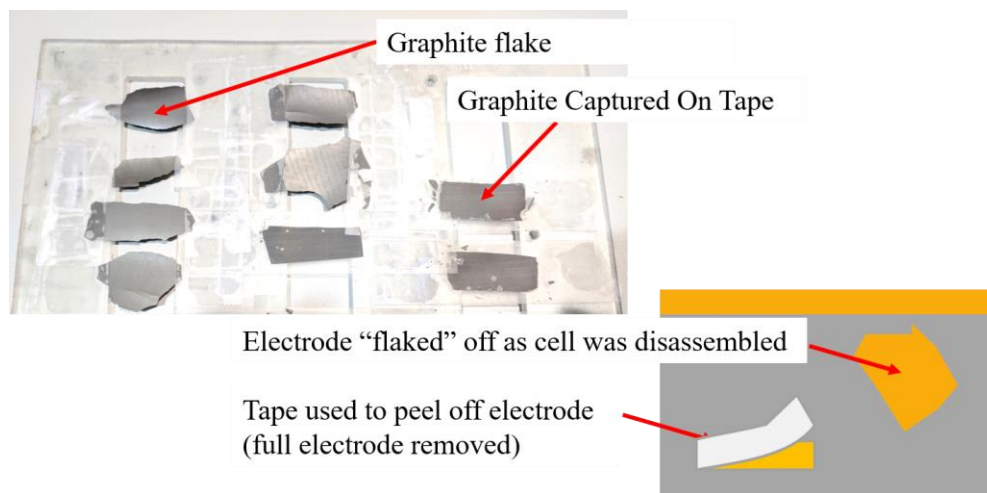 Graphite flake
Graphite Captured On Tape
Electrode “flaked” off as cell was disassembled
Tape used to peel off electrode
(full electrode removed)